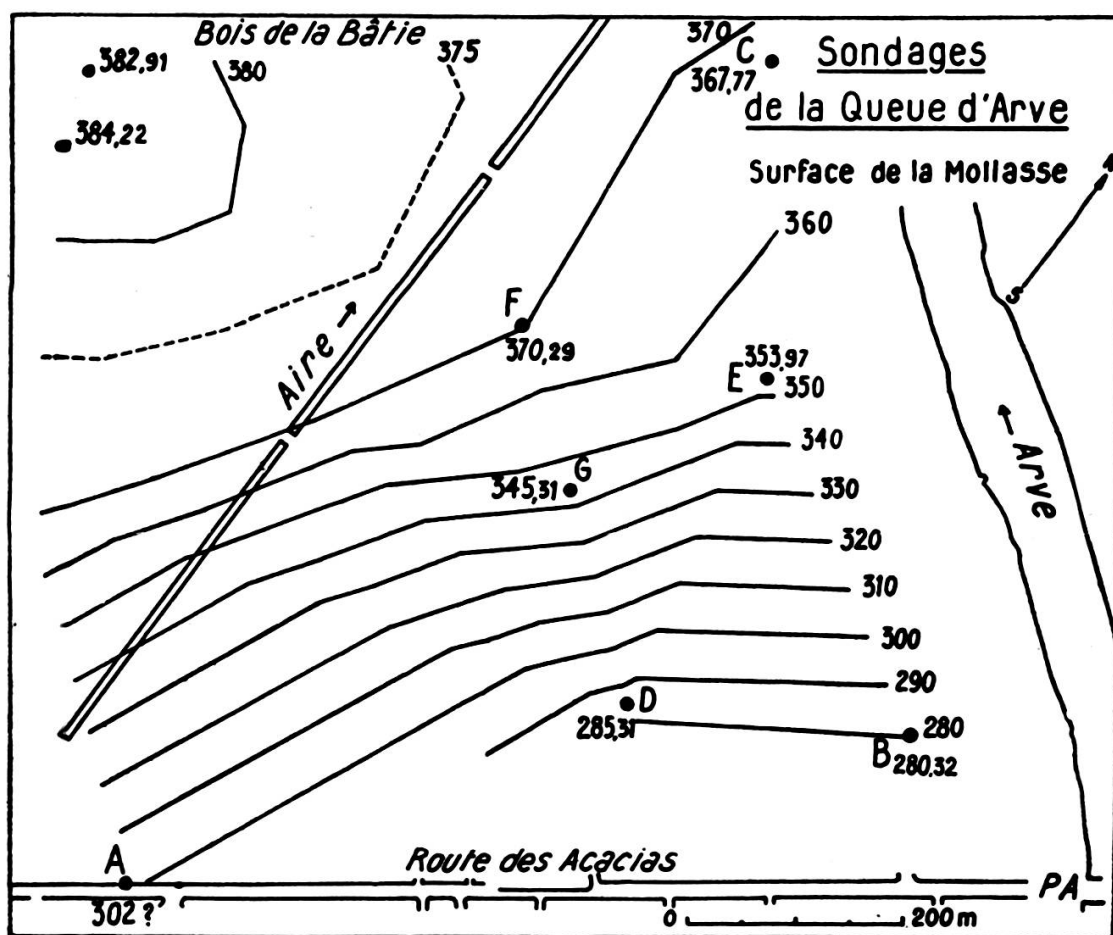 Bois de la Bâtie
382,91
380
375
370
C
367,77
Sondages
de la Queue d'Arve
384,22
Surface de la Mollasse
N
S
360
F
370,29
Aire →
353,97
E
350
340
← Arve
G
345,31
330
320
310
300
290
D
285,31
280
B 280.32
A
Route des Acacias
PA
302 ?
0
200 m